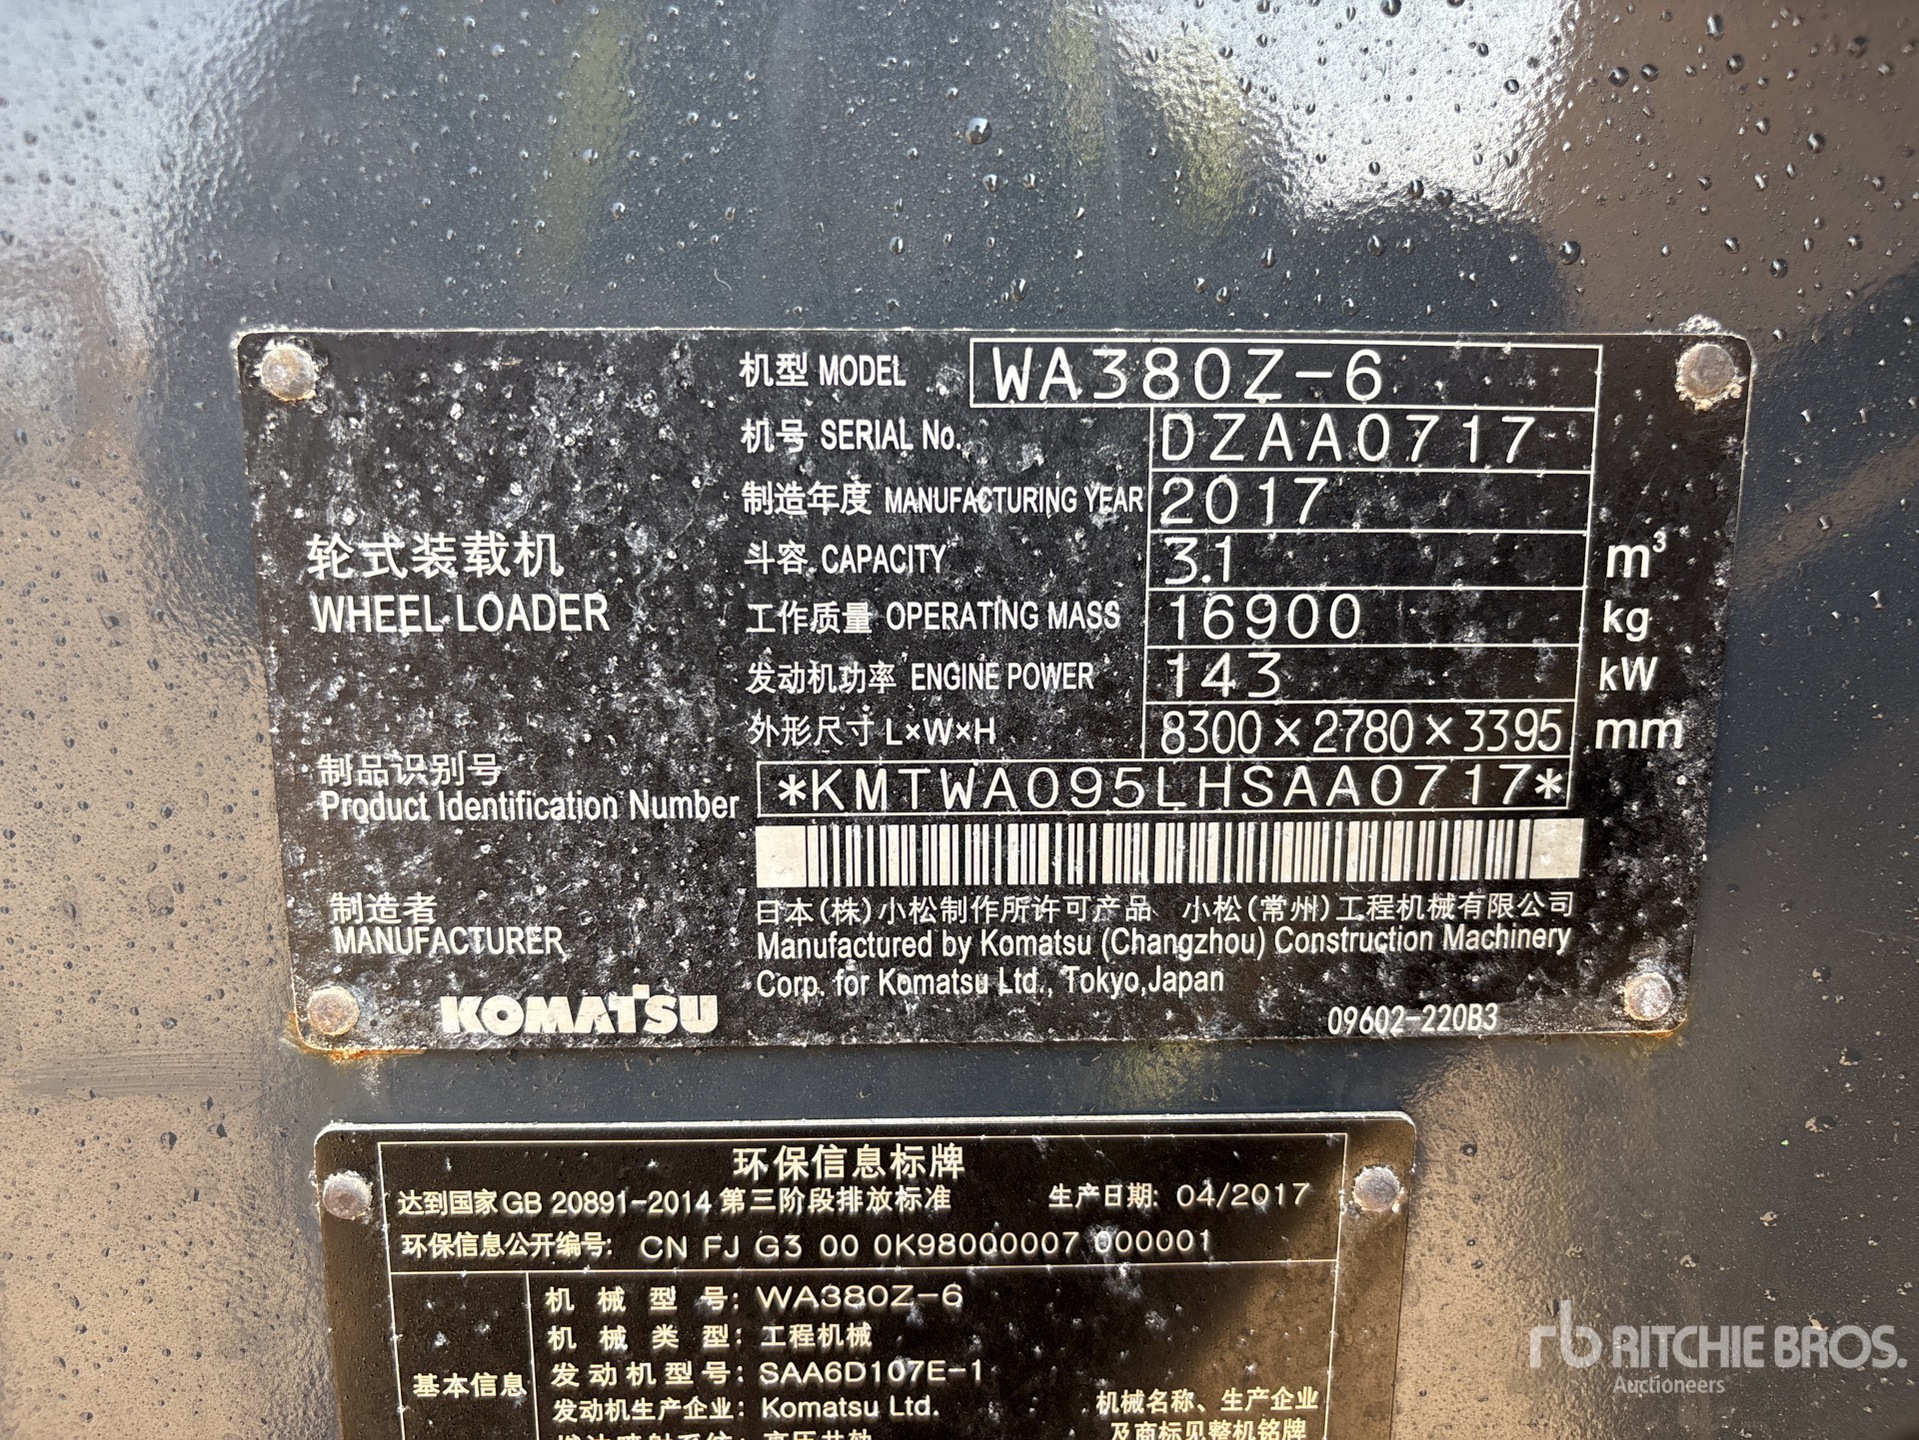 机型 MODEL WA380Z-6
机号 SERIAL No. DZAA0717
制造年度 MANUFACTURING YEAR 2017
斗容 CAPACITY 3.1 m³
轮式装载机
WHEEL LOADER
工作质量 OPERATING MASS 16900 kg
发动机功率 ENGINE POWER 143 kW
外形尺寸 L×W×H 8300×2780×3395 mm
制品识别号
Product Identification Number *KMTWA095LHSAA0717*
制造者
MANUFACTURER
日本(株)小松制作所许可产品、小松(常州)工程机械有限公司
Manufactured by Komatsu (Changzhou) Construction Machinery
Corp. for Komatsu Ltd., Tokyo,Japan
KOMATSU
09602-220B3
环保信息标牌
达到国家GB 20891-2014第三阶段排放标准 生产日期: 04/2017
环保信息公开编号: CN FJ G3 00 0K98000007 000001
基本信息
机械型号: WA380Z-6
机械类型: 工程机械
发动机型号: SAA6D107E-1
发动机生产企业: Komatsu Ltd.
机械名称、生产企业
及商标见整机铭牌
rb RITCHIE BROS.
Auctioneers